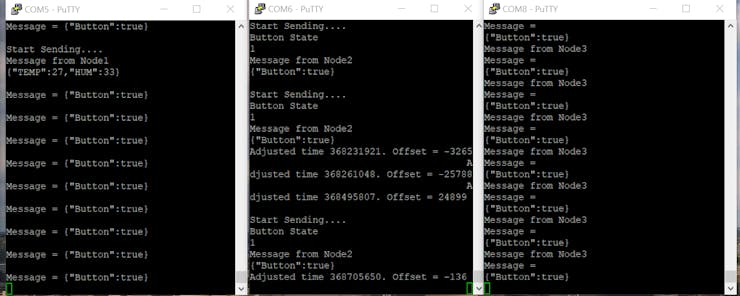 COM5 - PuTTY
Message = {"Button":true}
Start Sending....
Message from Node1
{"TEMP":27,"HUM":33}
Message = {"Button":true}
Message = {"Button":true}
Message = {"Button":true}
Message = {"Button":true}
Message = {"Button":true}
Message = {"Button":true}
Message = {"Button":true}
Message = {"Button":true}
Message = {"Button":true}
COM6 - PuTTY
Start Sending....
Button State
1
Message from Node2
{"Button":true}
Start Sending....
Button State
1
Message from Node2
{"Button":true}
Adjusted time 368231921. Offset = -3265
A
djusted time 368261048. Offset = -25788
A
djusted time 368495807. Offset = 24899
Start Sending....
Button State
1
Message from Node2
{"Button":true}
Adjusted time 368705650. Offset = -136
COM8 - PuTTY
Message =
{"Button":true}
Message from Node3
Message =
{"Button":true}
Message from Node3
Message =
{"Button":true}
Message from Node3
Message =
{"Button":true}
Message from Node3
Message =
{"Button":true}
Message from Node3
Message =
{"Button":true}
Message from Node3
Message =
{"Button":true}
Message from Node3
Message =
{"Button":true}